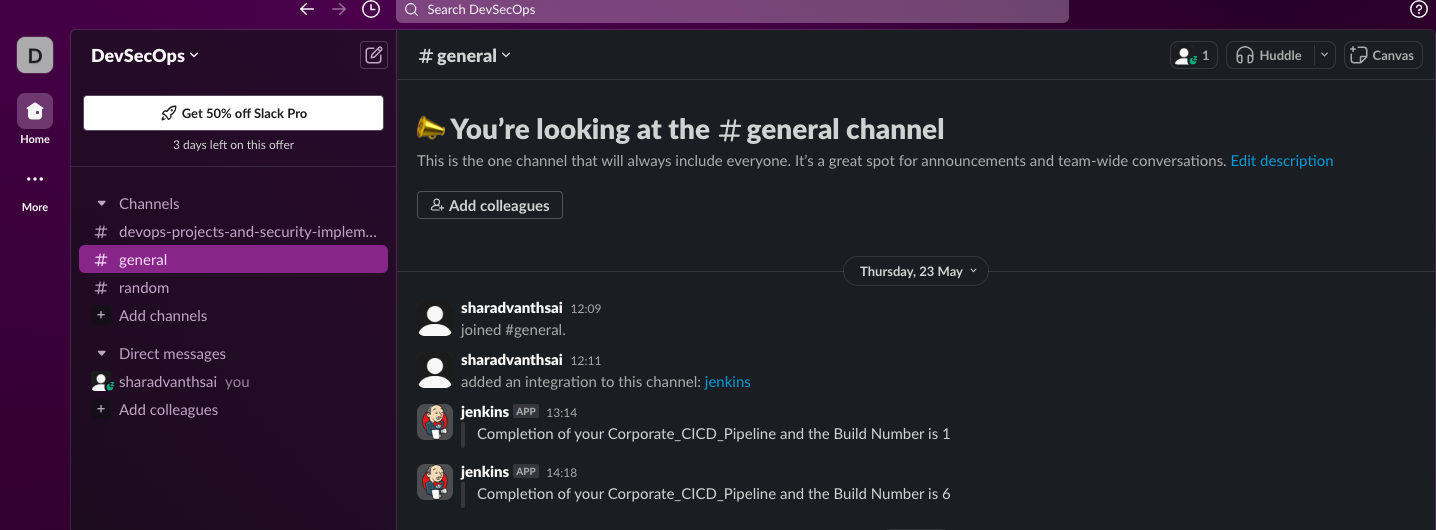 Search DevSecOps
D
DevSecOps
# general
1
Huddle
Canvas
Get 50% off Slack Pro
3 days left on this offer
Home
More
Channels
# devops-projects-and-security-implem...
# general
# random
+ Add channels
Direct messages
sharadvanthsai you
+ Add colleagues
You're looking at the # general channel
This is the one channel that will always include everyone. It's a great spot for announcements and team-wide conversations. Edit description
Add colleagues
Thursday, 23 May
sharadvanthsai 12:09
joined #general.
sharadvanthsai 12:11
added an integration to this channel: jenkins
jenkins APP 13:14
Completion of your Corporate_CICD_Pipeline and the Build Number is 1
jenkins APP 14:18
Completion of your Corporate_CICD_Pipeline and the Build Number is 6